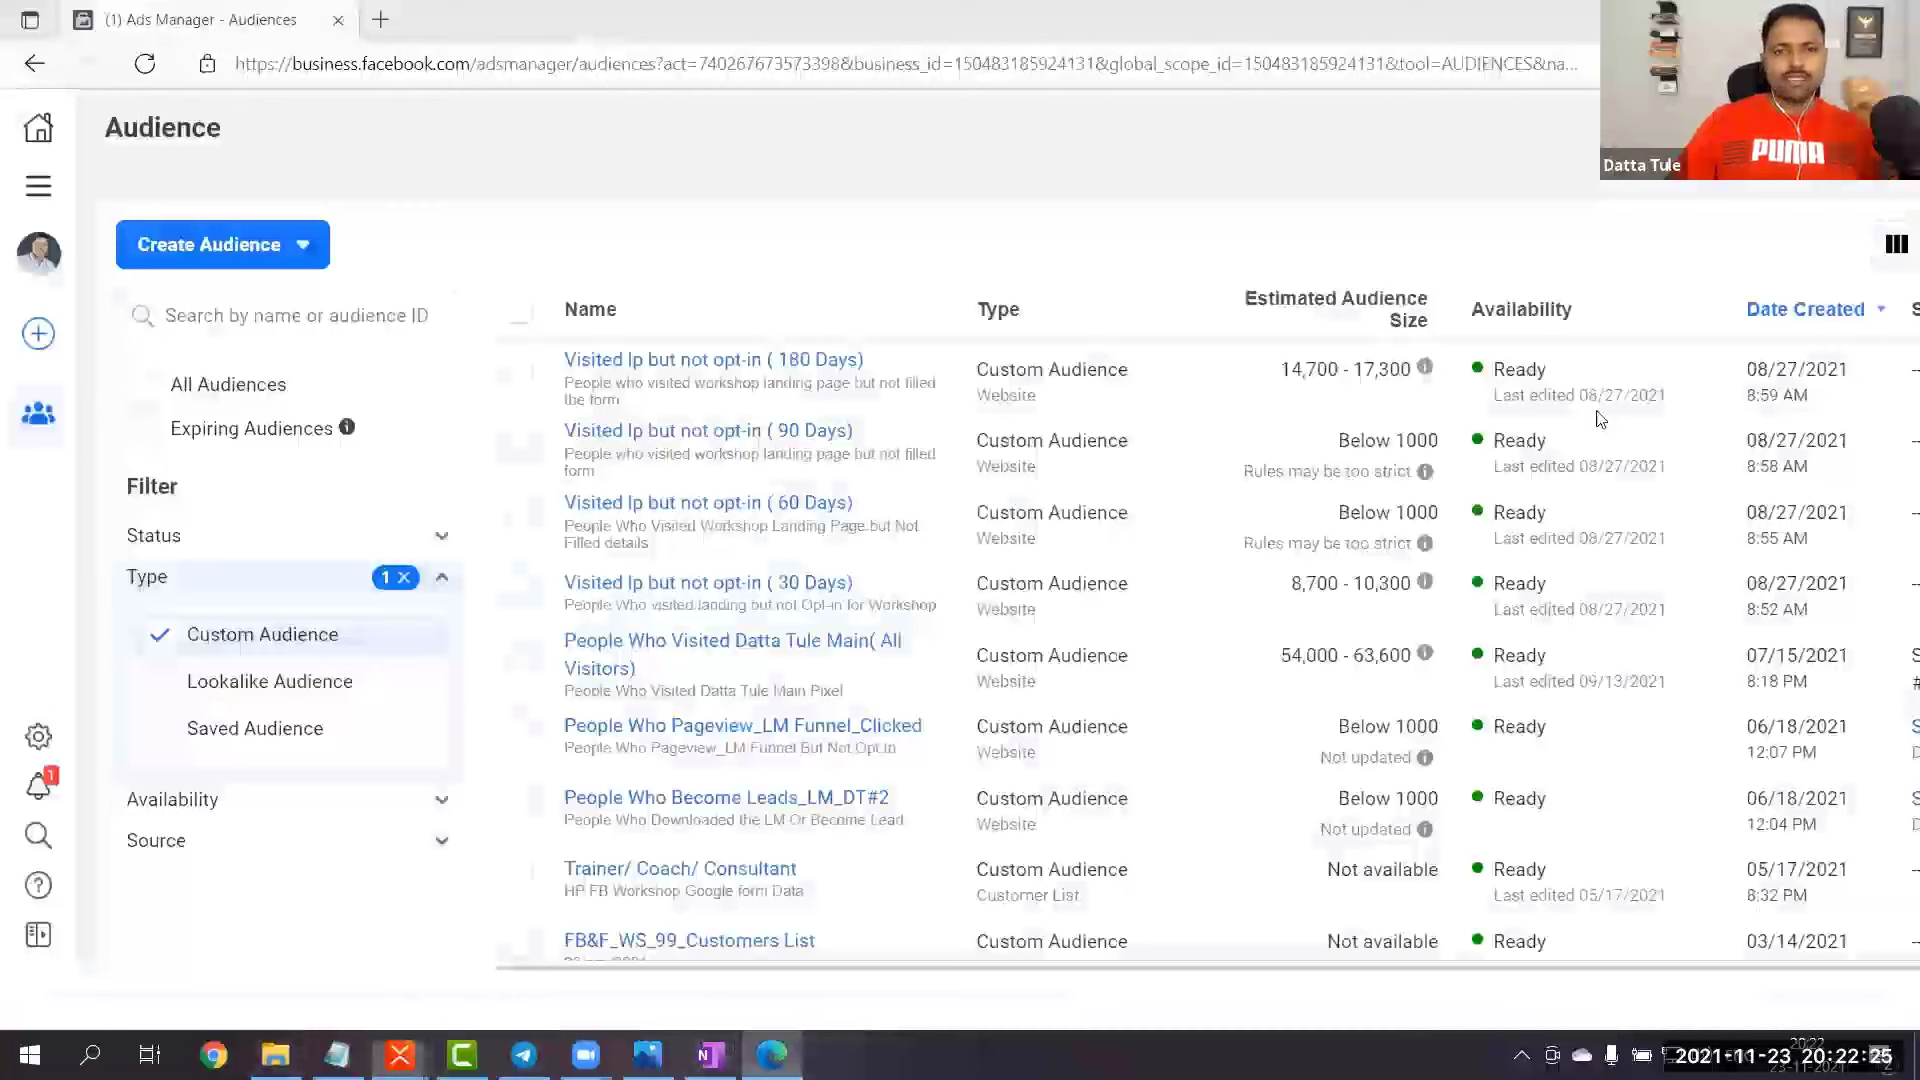 (1) Ads Manager - Audiences
https://business.facebook.com/adsmanager/audiences?act=740267673573398&business_id=150483185924131&global_scope_id=150483185924131&tool=AUDIENCES&na...
PUMA
Datta Tule
Audience
Create Audience
Search by name or audience ID
All Audiences
Expiring Audiences
Filter
Status
Type
1 ×
Custom Audience
Lookalike Audience
Saved Audience
Availability
Source
1
Name Type Estimated Audience Size Availability Date Created S
Visited lp but not opt-in ( 180 Days) Custom Audience 14,700 - 17,300 Ready 08/27/2021 --
People who visited workshop landing page but not filled Website Last edited 08/27/2021 8:59 AM
the form
Visited lp but not opt-in ( 90 Days) Custom Audience Below 1000 Ready 08/27/2021 --
People who visited workshop landing page but not filled Website Rules may be too strict Last edited 08/27/2021 8:58 AM
form
Visited lp but not opt-in ( 60 Days) Custom Audience Below 1000 Ready 08/27/2021 --
People Who Visited Workshop Landing Page but Not Website Rules may be too strict Last edited 08/27/2021 8:55 AM
Filled details
Visited lp but not opt-in ( 30 Days) Custom Audience 8,700 - 10,300 Ready 08/27/2021 --
People Who visited landing but not Opt-in for Workshop Website Last edited 08/27/2021 8:52 AM
People Who Visited Datta Tule Main( All Custom Audience 54,000 - 63,600 Ready 07/15/2021 S
Visitors) Website Last edited 09/13/2021 8:18 PM #
People Who Visited Datta Tule Main Pixel
People Who Pageview_LM Funnel_Clicked Custom Audience Below 1000 Ready 06/18/2021 S
People Who Pageview_LM Funnel But Not Opt In Website Not updated 12:07 PM D
People Who Become Leads_LM_DT#2 Custom Audience Below 1000 Ready 06/18/2021 S
People Who Downloaded the LM Or Become Lead Website Not updated 12:04 PM D
Trainer/ Coach/ Consultant Custom Audience Not available Ready 05/17/2021 --
HP FB Workshop Google form Data Customer List Last edited 05/17/2021 8:32 PM
FB&F_WS_99_Customers List Custom Audience Not available Ready 03/14/2021 --
20:22
2021-11-23 20:22:25
23-11-2021